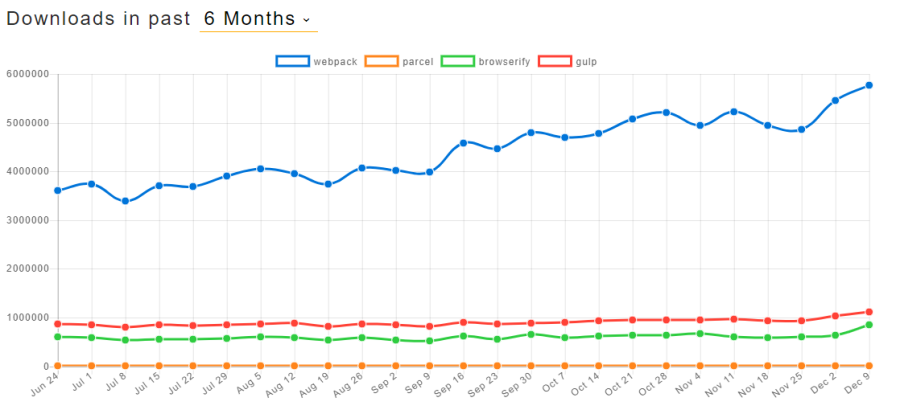 Downloads in past 6 Months
webpack parcel browserify gulp
6000000
5000000
4000000
3000000
2000000
1000000
0
Jun 24 Jul 1 Jul 8 Jul 15 Jul 22 Jul 29 Aug 5 Aug 12 Aug 19 Aug 26 Sep 2 Sep 9 Sep 16 Sep 23 Sep 30 Oct 7 Oct 14 Oct 21 Oct 28 Nov 4 Nov 11 Nov 18 Nov 25 Dec 2 Dec 9